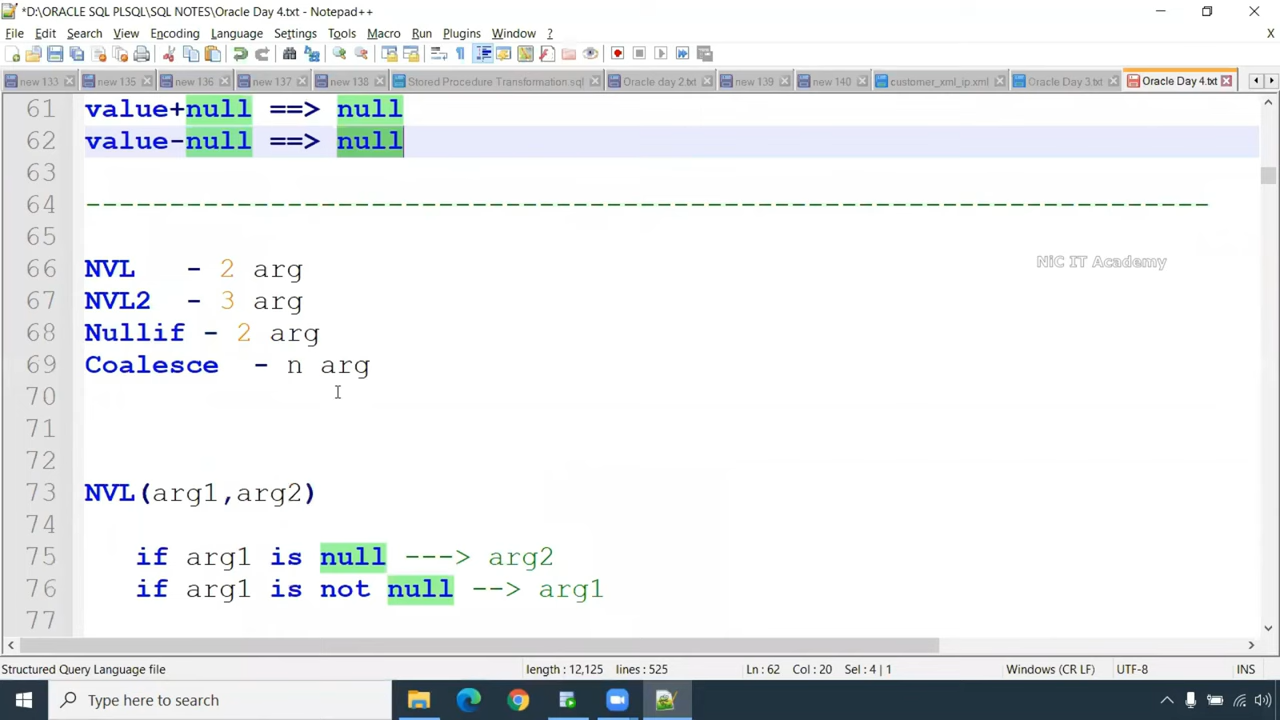 *D:\ORACLE SQL PLSQL\SQL NOTES\Oracle Day 4.txt - Notepad++
File Edit Search View Encoding Language Settings Tools Macro Run Plugins Window ? X
new 133 new 135 new 136 new 137 new 138 Stored Procedure Transformation.sql Oracle day 2.txt new 139 new 140 customer_xml_ip.xml Oracle Day 3.txt Oracle Day 4.txt
61 value+null ==> null
62 value-null ==> null
63
64 -------------------------------------------------------------------
65
66 NVL - 2 arg
NiC IT Academy
67 NVL2 - 3 arg
68 Nullif - 2 arg
69 Coalesce - n arg
70
71
72
73 NVL(arg1,arg2)
74
75 if arg1 is null ---> arg2
76 if arg1 is not null --> arg1
77
Structured Query Language file length : 12,125 lines : 525 Ln : 62 Col : 20 Sel : 4 | 1 Windows (CR LF) UTF-8 INS
Type here to search